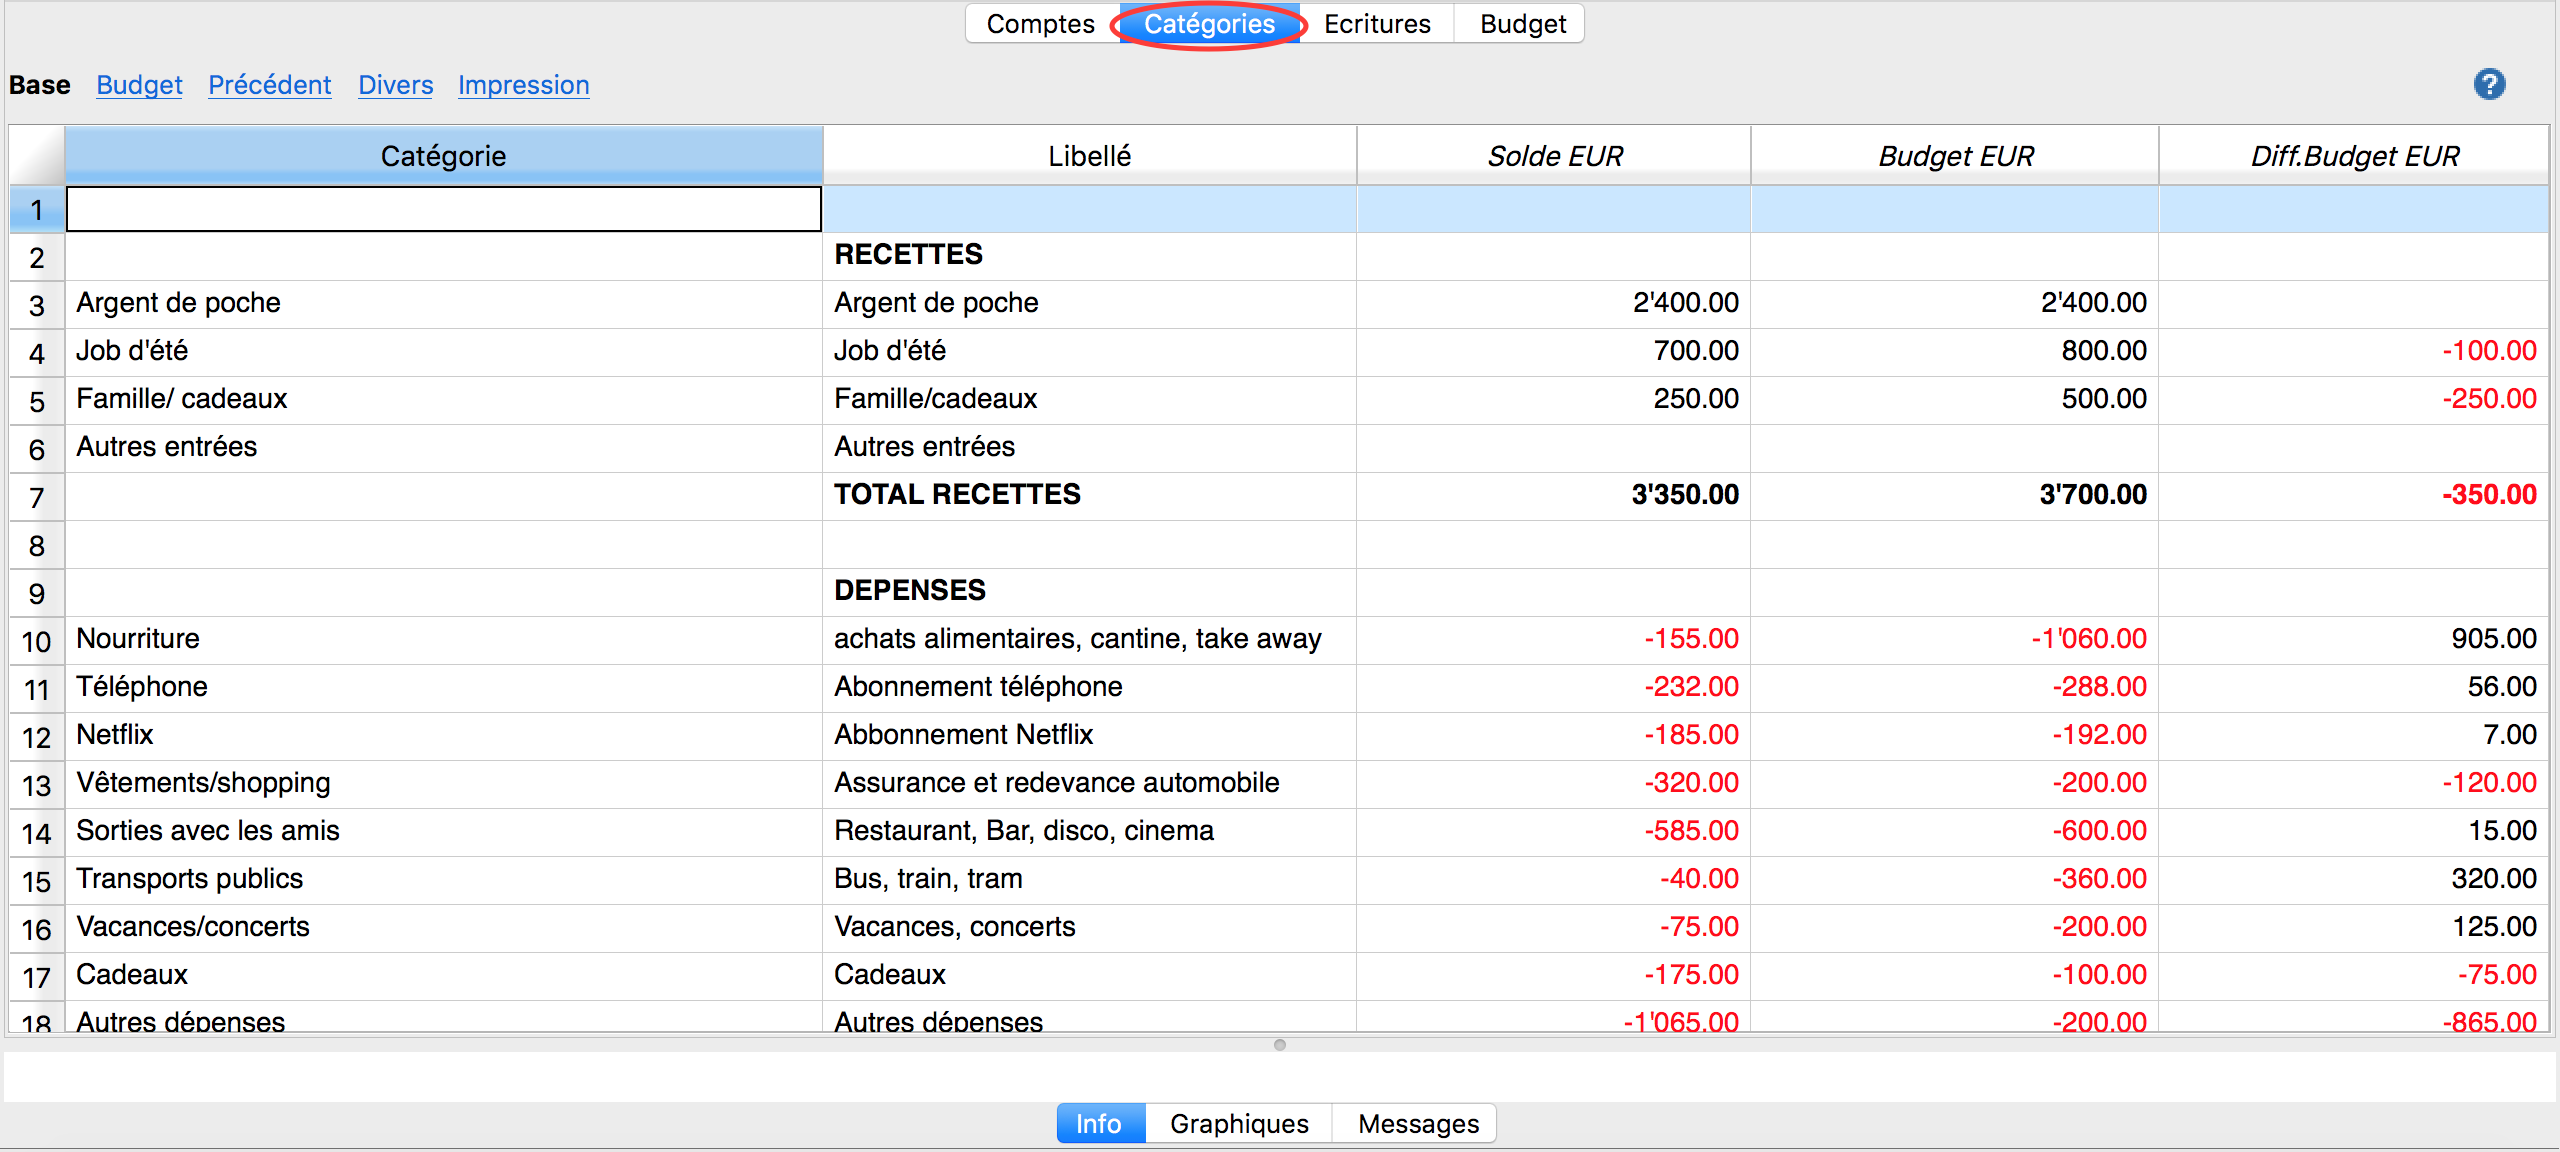 Comptes Catégories Ecritures Budget
Base Budget Précédent Divers Impression ?
Catégorie Libellé Solde EUR Budget EUR Diff.Budget EUR
1
2 RECETTES
3 Argent de poche Argent de poche 2'400.00 2'400.00
4 Job d'été Job d'été 700.00 800.00 -100.00
5 Famille/ cadeaux Famille/cadeaux 250.00 500.00 -250.00
6 Autres entrées Autres entrées
7 TOTAL RECETTES 3'350.00 3'700.00 -350.00
8
9 DEPENSES
10 Nourriture achats alimentaires, cantine, take away -155.00 -1'060.00 905.00
11 Téléphone Abonnement téléphone -232.00 -288.00 56.00
12 Netflix Abbonnement Netflix -185.00 -192.00 7.00
13 Vêtements/shopping Assurance et redevance automobile -320.00 -200.00 -120.00
14 Sorties avec les amis Restaurant, Bar, disco, cinema -585.00 -600.00 15.00
15 Transports publics Bus, train, tram -40.00 -360.00 320.00
16 Vacances/concerts Vacances, concerts -75.00 -200.00 125.00
17 Cadeaux Cadeaux -175.00 -100.00 -75.00
18 Autres dépenses Autres dépenses -1'065.00 -200.00 -865.00
Info Graphiques Messages